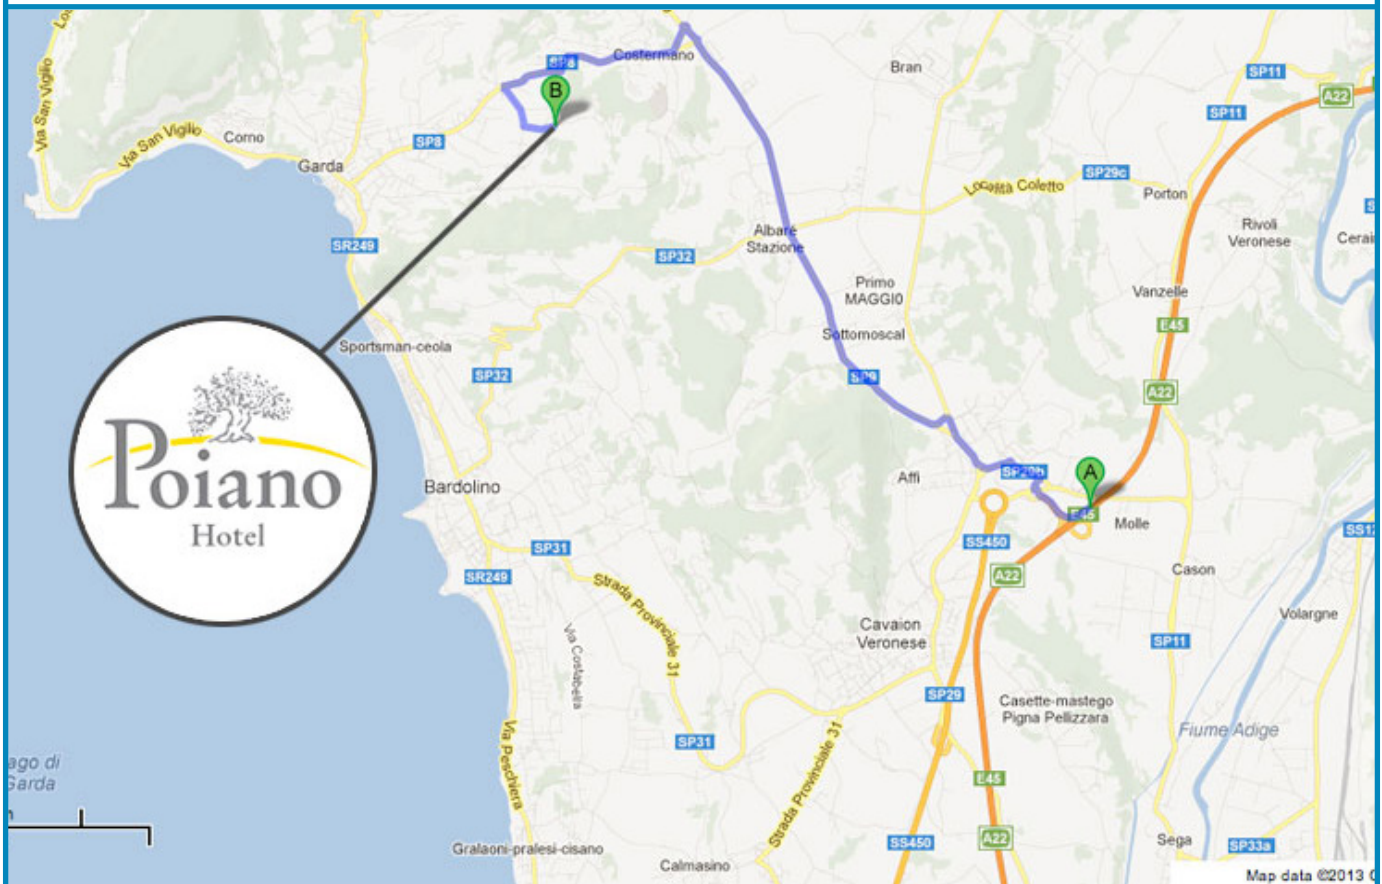 Costermano
SP8
Bran
SP11
A22
B
Via San Vigilio
Via San Vigilio
Corno
SP8
SP11
Garda
SP29c
Località Coletto
Porton
SR249
Albaré
Stazione
Rivoli
Veronese
SP32
Primo
MAGGIO
Vanzelle
E45
Sottomoscal
Sportsman-ceola
SP32
SP9
A22
Poiano
Hotel
Affi
SP29b
A
E45
Molle
Bardolino
SS450
SP31
A22
Cason
SR249
Strada Provinciale 31
Volargne
Via Costabella
Cavaion
Veronese
SP11
SP29
Casette-mastego
Pigna Pellizzara
Fiume Adige
SP31
Via Peschiera
Strada Provinciale 31
ago di
Garda
E45
SS450
A22
Sega
SP33a
Gralaoni-pralesi-cisano
Calmasino
Map data ©2013